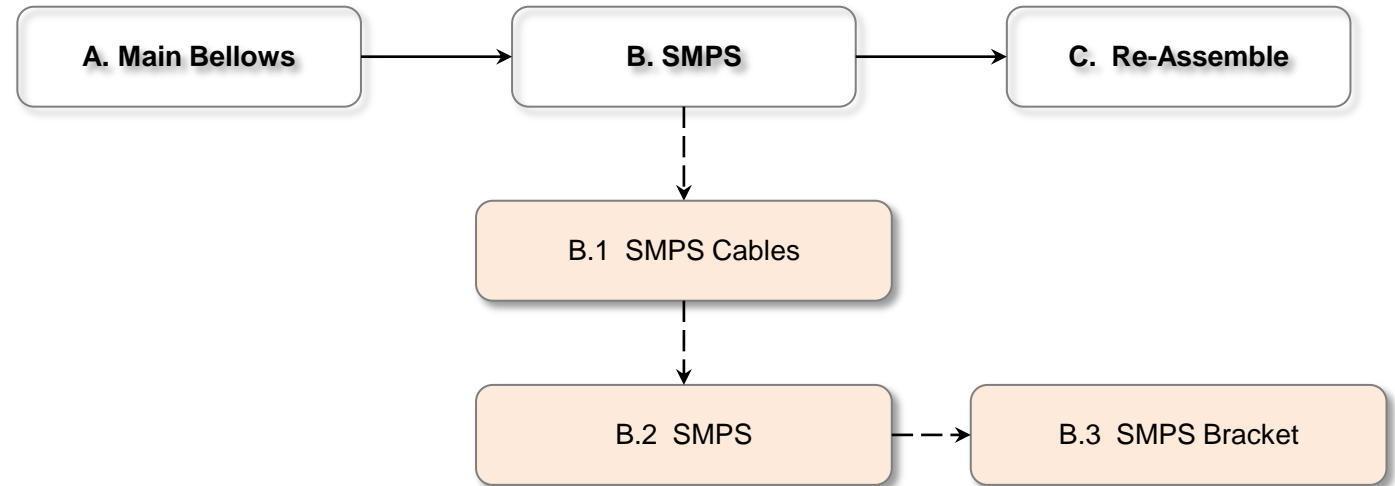 A. Main Bellows
B. SMPS
C. Re-Assemble
B.1 SMPS Cables
B.2 SMPS
B.3 SMPS Bracket